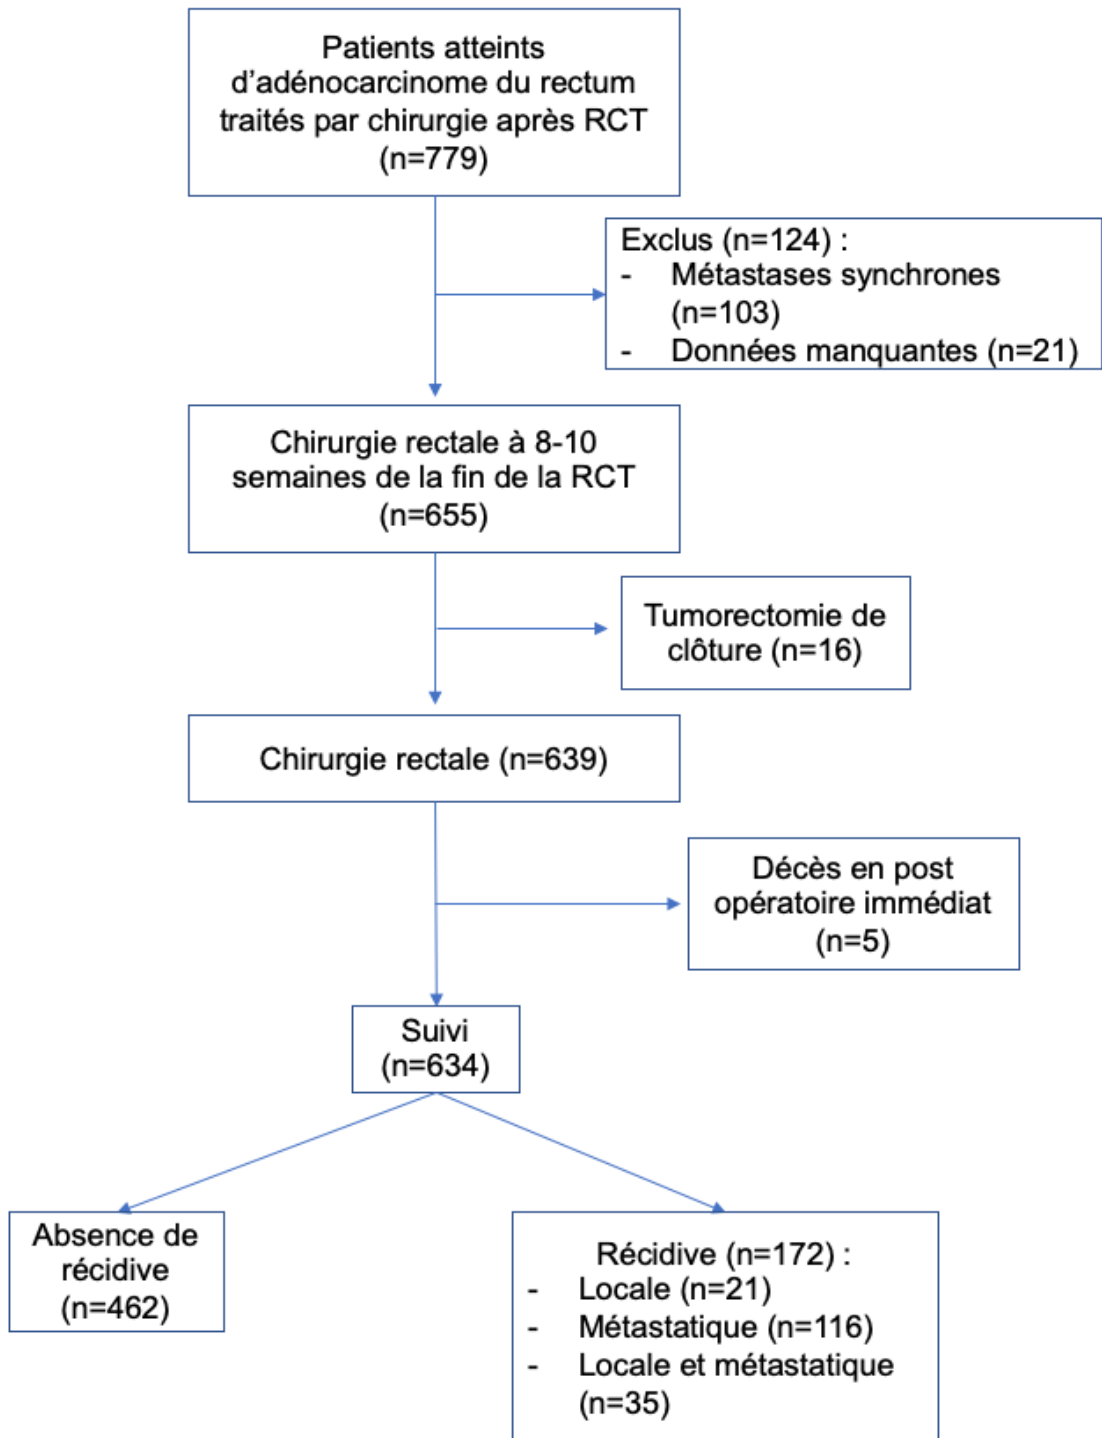 Patients atteints
d'adénocarcinome du rectum
traités par chirurgie après RCT
(n=779)
Exclus (n=124) :
- Métastases synchrones
(n=103)
- Données manquantes (n=21)
Chirurgie rectale à 8-10
semaines de la fin de la RCT
(n=655)
Tumorectomie de
clôture (n=16)
Chirurgie rectale (n=639)
Décès en post
opératoire immédiat
(n=5)
Suivi
(n=634)
Absence de
récidive
(n=462)
Récidive (n=172) :
- Locale (n=21)
- Métastatique (n=116)
- Locale et métastatique
(n=35)